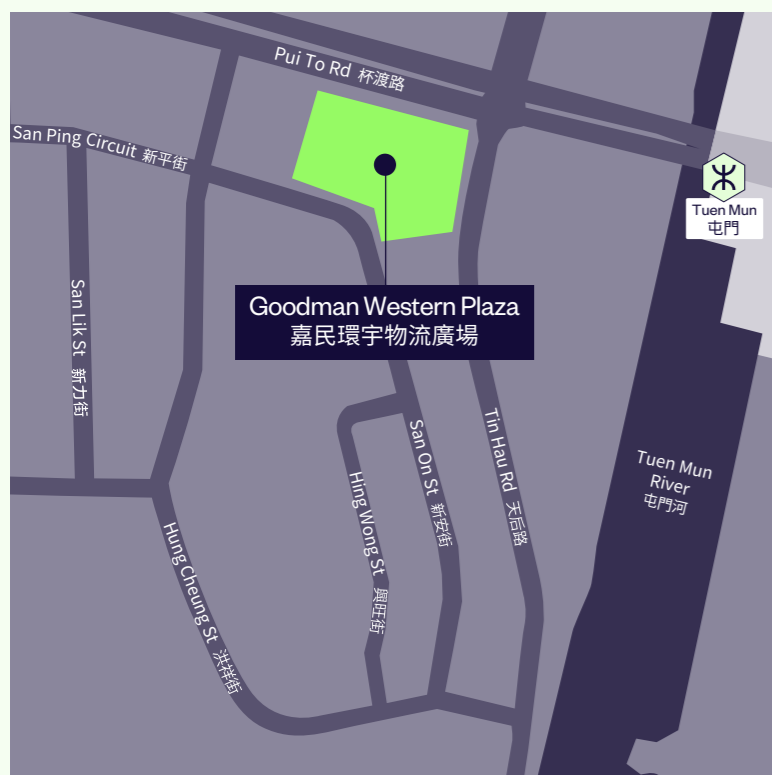 Pui To Rd 杯渡路
San Ping Circuit 新平街
Tuen Mun
屯門
San Lik St 新力街
Goodman Western Plaza
嘉民環宇物流廣場
Tin Hau Rd 天后路
San On St 新安街
Tuen Mun
River
屯門河
Hing Wong St 興旺街
Hung Cheung St 洪祥街